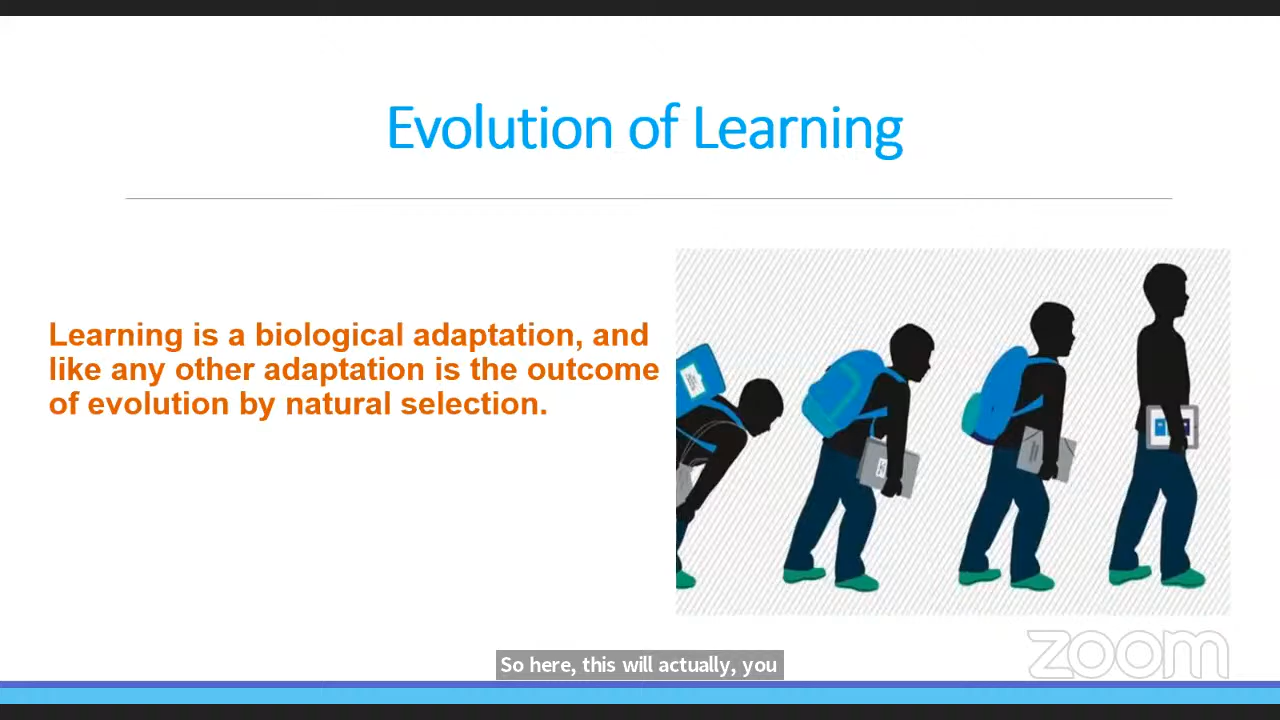 Evolution of Learning
Learning is a biological adaptation, and
like any other adaptation is the outcome
of evolution by natural selection.
So here, this will actually, you
zoom